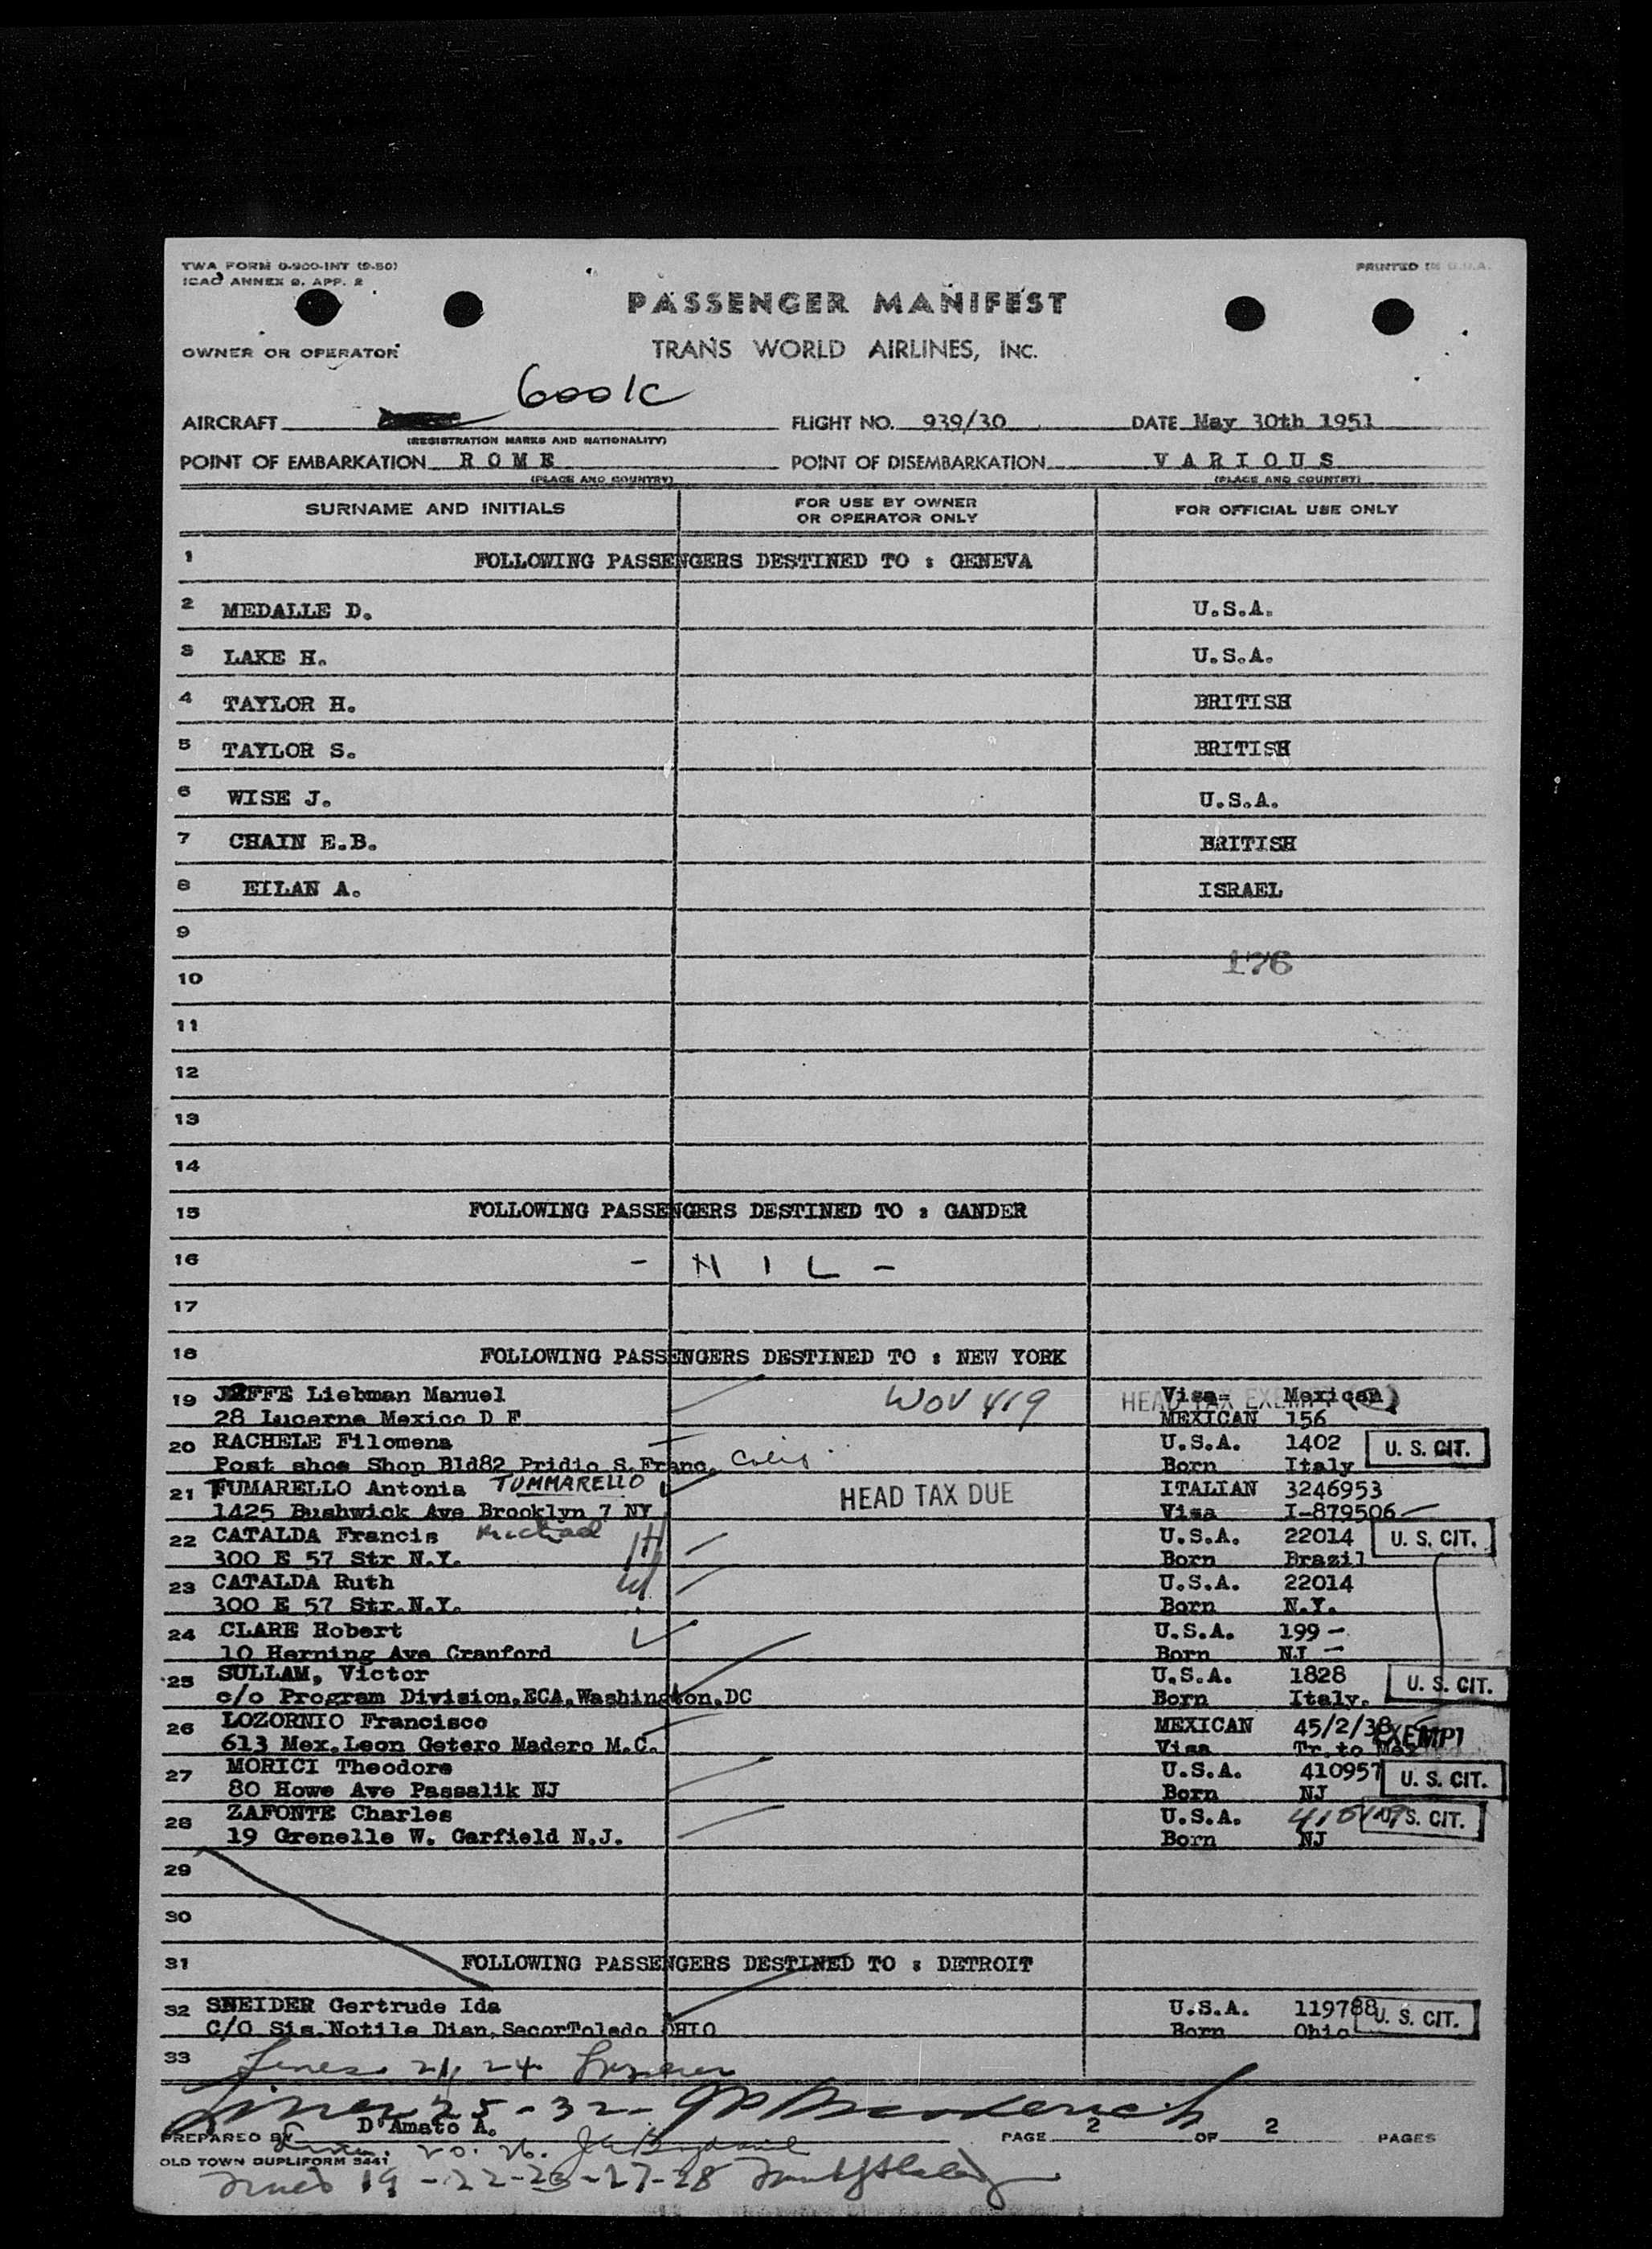 TWA FORM 0-900-INT (9-50)
ICAO ANNEX 9, APP. 2
PRINTED IN U.S.A.
PASSENGER MANIFEST
OWNER OR OPERATOR
TRANS WORLD AIRLINES, INC.
6001C
AIRCRAFT
FLIGHT NO. 939/30
DATE May 30th 1951
(REGISTRATION MARKS AND NATIONALITY)
POINT OF EMBARKATION ROME
POINT OF DISEMBARKATION VARIOUS
(PLACE AND COUNTRY) (PLACE AND COUNTRY)
SURNAME AND INITIALS
FOR USE BY OWNER OR OPERATOR ONLY
FOR OFFICIAL USE ONLY
1 FOLLOWING PASSENGERS DESTINED TO : GENEVA
2 MEDALLE D. U.S.A.
3 LAKE H. U.S.A.
4 TAYLOR H. BRITISH
5 TAYLOR S. BRITISH
6 WISE J. U.S.A.
7 CHAIN E.B. BRITISH
8 EILAN A. ISRAEL
9
176
10
11
12
13
14
15 FOLLOWING PASSENGERS DESTINED TO : GANDER
16 - NIL -
17
18 FOLLOWING PASSENGERS DESTINED TO : NEW YORK
19 JAFFE Liebman Manuel WOV 419 HEAD TAX EXEMPT Visa- Mexican
28 Lucerna Mexico D F MEXICAN 156
20 RACHELE Filomena U.S.A. 1402 U. S. CIT.
Post shoe Shop Bld82 Pridio S.Franc. Calif. Born Italy
21 FUMARELLO Antonia TUMMARELLO HEAD TAX DUE ITALIAN 3246953
1425 Bushwick Ave Brooklyn 7 NY Visa I-879506
22 CATALDA Francis Michael U.S.A. 22014 U. S. CIT.
300 E 57 Str N.Y. Born Brazil
23 CATALDA Ruth U.S.A. 22014
300 E 57 Str.N.Y. Born N.Y.
24 CLARE Robert U.S.A. 199 -
10 Herning Ave Cranford Born NJ -
25 SULLAM, Victor U.S.A. 1828 U. S. CIT.
c/o Program Division,ECA,Washington,DC Born Italy.
26 LOZORNIO Francisco MEXICAN 45/2/38 EXEMPT
613 Mex.Leon Getero Madero M.C. Visa Tr.to Mex
27 MORICI Theodore U.S.A. 410957 U. S. CIT.
80 Howe Ave Passalik NJ Born NJ
28 ZAFONTE Charles U.S.A. U. S. CIT.
19 Grenelle W. Garfield N.J. Born NJ
29
30
31 FOLLOWING PASSENGERS DESTINED TO : DETROIT
32 SNEIDER Gertrude Ida U.S.A. 119788 U. S. CIT.
C/O Sis.Notile Dian,SecorToledo OHIO Born Ohio
33 Lines 21, 24
Lines 25-32-
D'Amato A.
PREPARED BY
PAGE 2 OF 2 PAGES
Lines 20. 26.
OLD TOWN DUPLIFORM 5441
Lines 19-22-23-27-28